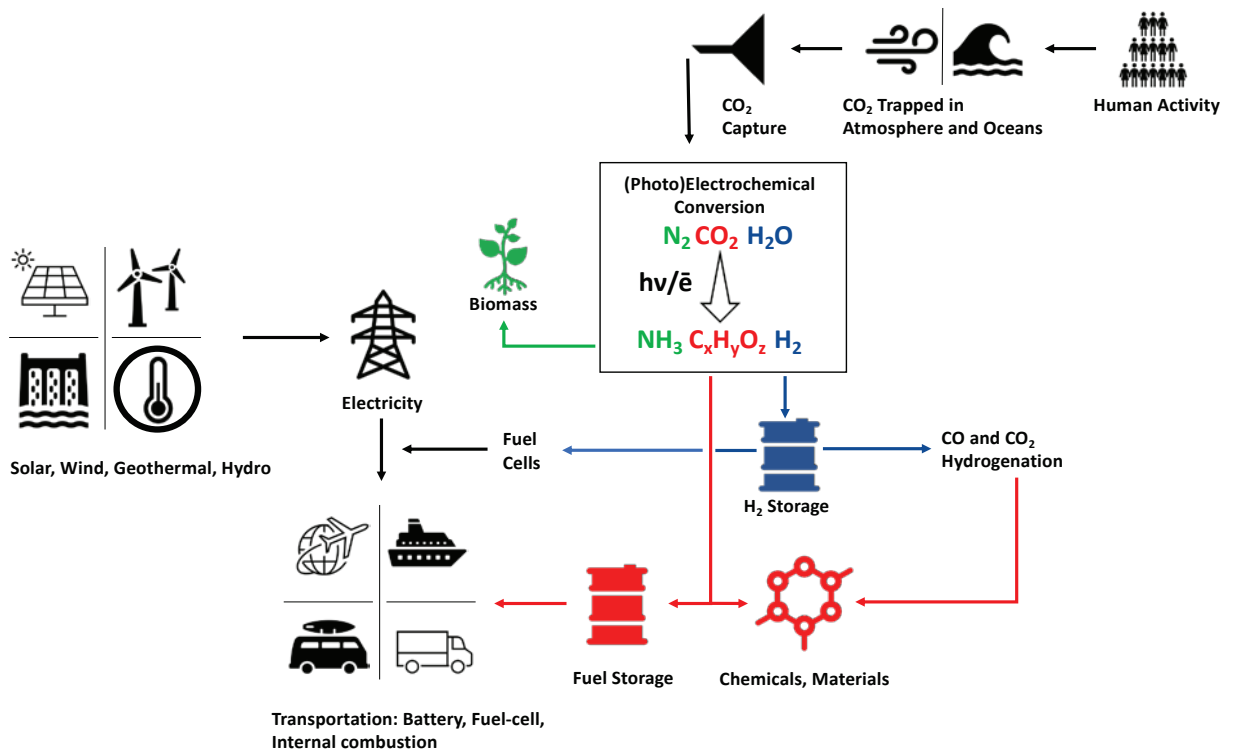 CO₂
Capture
CO₂ Trapped in
Atmosphere and Oceans
Human Activity
(Photo)Electrochemical
Conversion
N₂ CO₂ H₂O
hν/ē
NH₃ CₓHᵧO_z H₂
Biomass
Electricity
Solar, Wind, Geothermal, Hydro
Fuel
Cells
H₂ Storage
CO and CO₂
Hydrogenation
Fuel Storage
Chemicals, Materials
Transportation: Battery, Fuel-cell,
Internal combustion